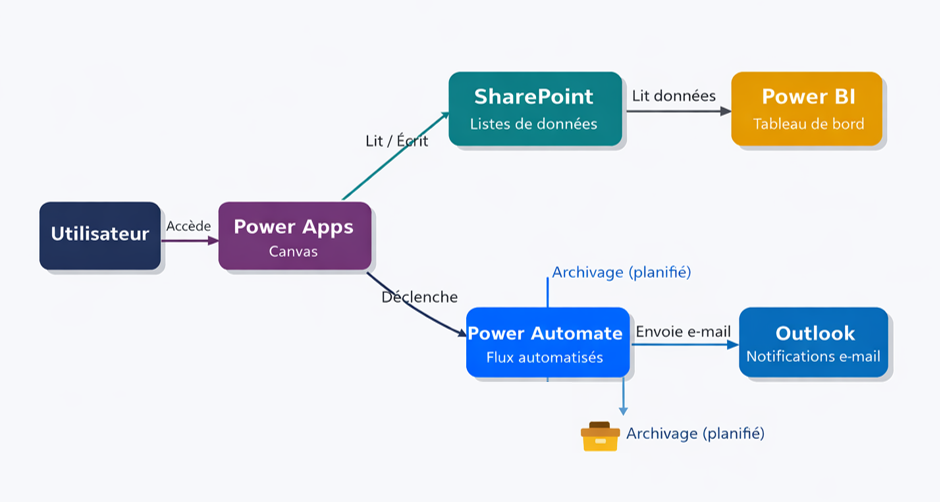 SharePoint
Listes de données
Lit données
Power BI
Tableau de bord
Lit / Écrit
Utilisateur
Accède
Power Apps
Canvas
Déclenche
Archivage (planifié)
Power Automate
Flux automatisés
Envoie e-mail
Outlook
Notifications e-mail
Archivage (planifié)